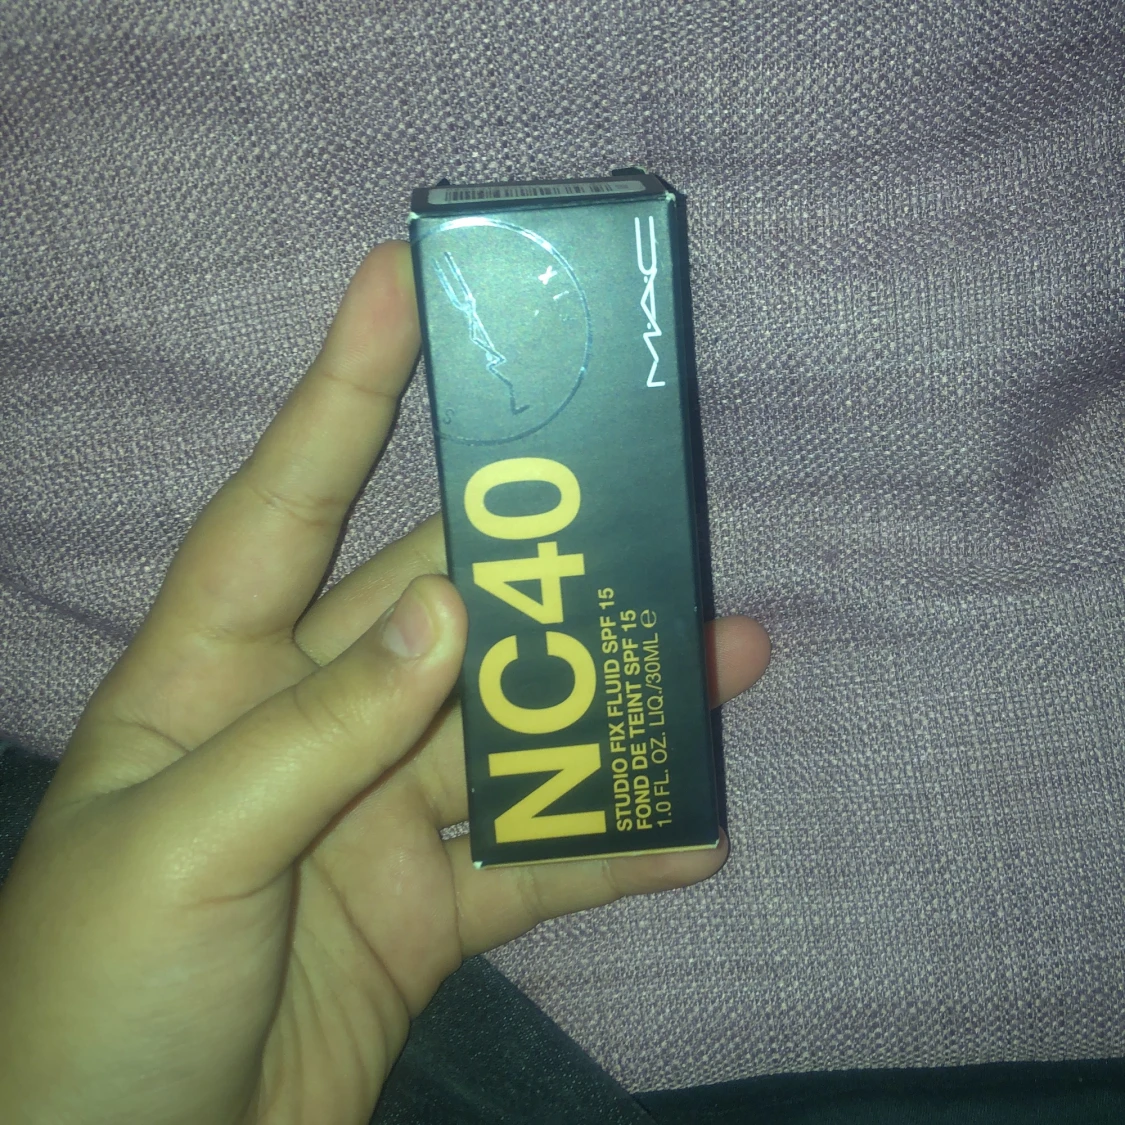 MAC
NC40
STUDIO FIX FLUID SPF 15
FOND DE TEINT SPF 15
1.0 FL. OZ. LIQ./30ML ℮